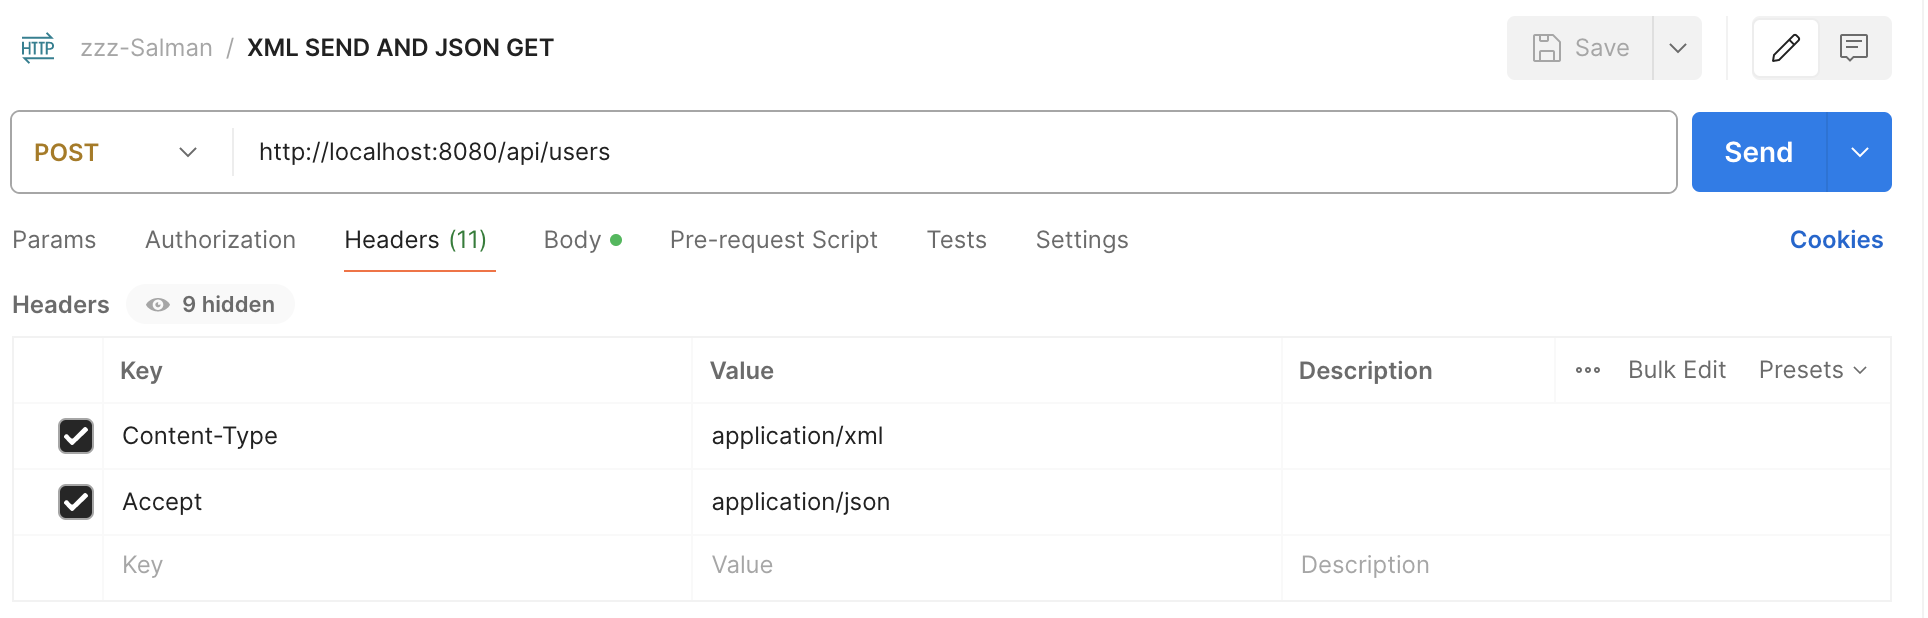 HTTP zzz-Salman / XML SEND AND JSON GET Save
POST http://localhost:8080/api/users Send
Params Authorization Headers (11) Body Pre-request Script Tests Settings Cookies
Headers 9 hidden
Key Value Description Bulk Edit Presets
Content-Type application/xml
Accept application/json
Key Value Description